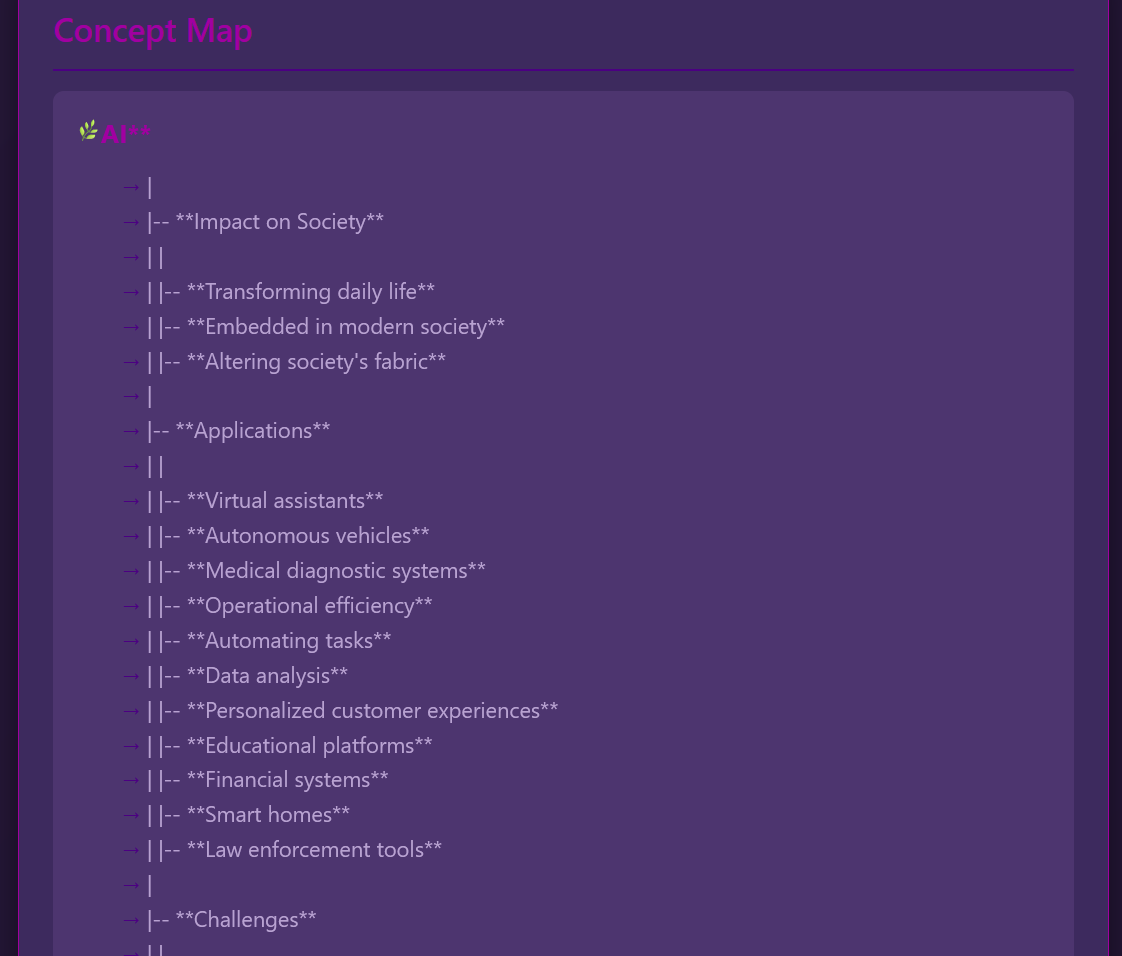 Concept Map
🌿AI**
→ |
→ |-- **Impact on Society**
→ | |
→ | |-- **Transforming daily life**
→ | |-- **Embedded in modern society**
→ | |-- **Altering society's fabric**
→ |
→ |-- **Applications**
→ | |
→ | |-- **Virtual assistants**
→ | |-- **Autonomous vehicles**
→ | |-- **Medical diagnostic systems**
→ | |-- **Operational efficiency**
→ | |-- **Automating tasks**
→ | |-- **Data analysis**
→ | |-- **Personalized customer experiences**
→ | |-- **Educational platforms**
→ | |-- **Financial systems**
→ | |-- **Smart homes**
→ | |-- **Law enforcement tools**
→ |
→ |-- **Challenges**
→ | |